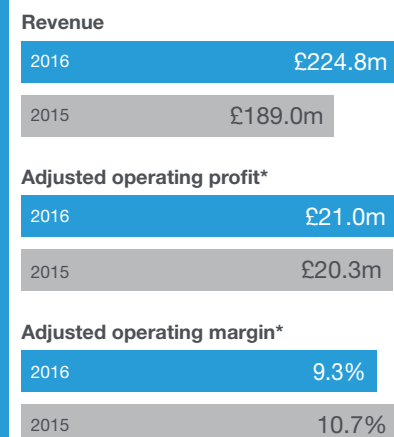 Revenue
2016 £224.8m
2015 £189.0m
Adjusted operating profit*
2016 £21.0m
2015 £20.3m
Adjusted operating margin*
2016 9.3%
2015 10.7%